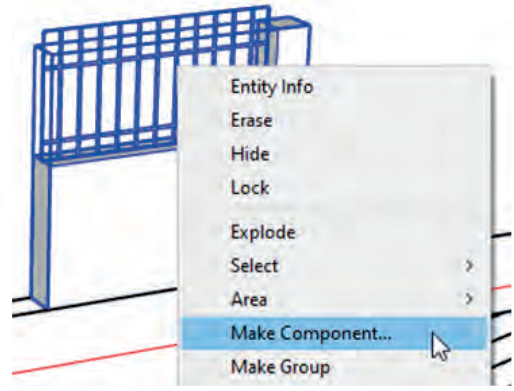 Entity Info
Erase
Hide
Lock
Explode
Select
Area
Make Component...
Make Group